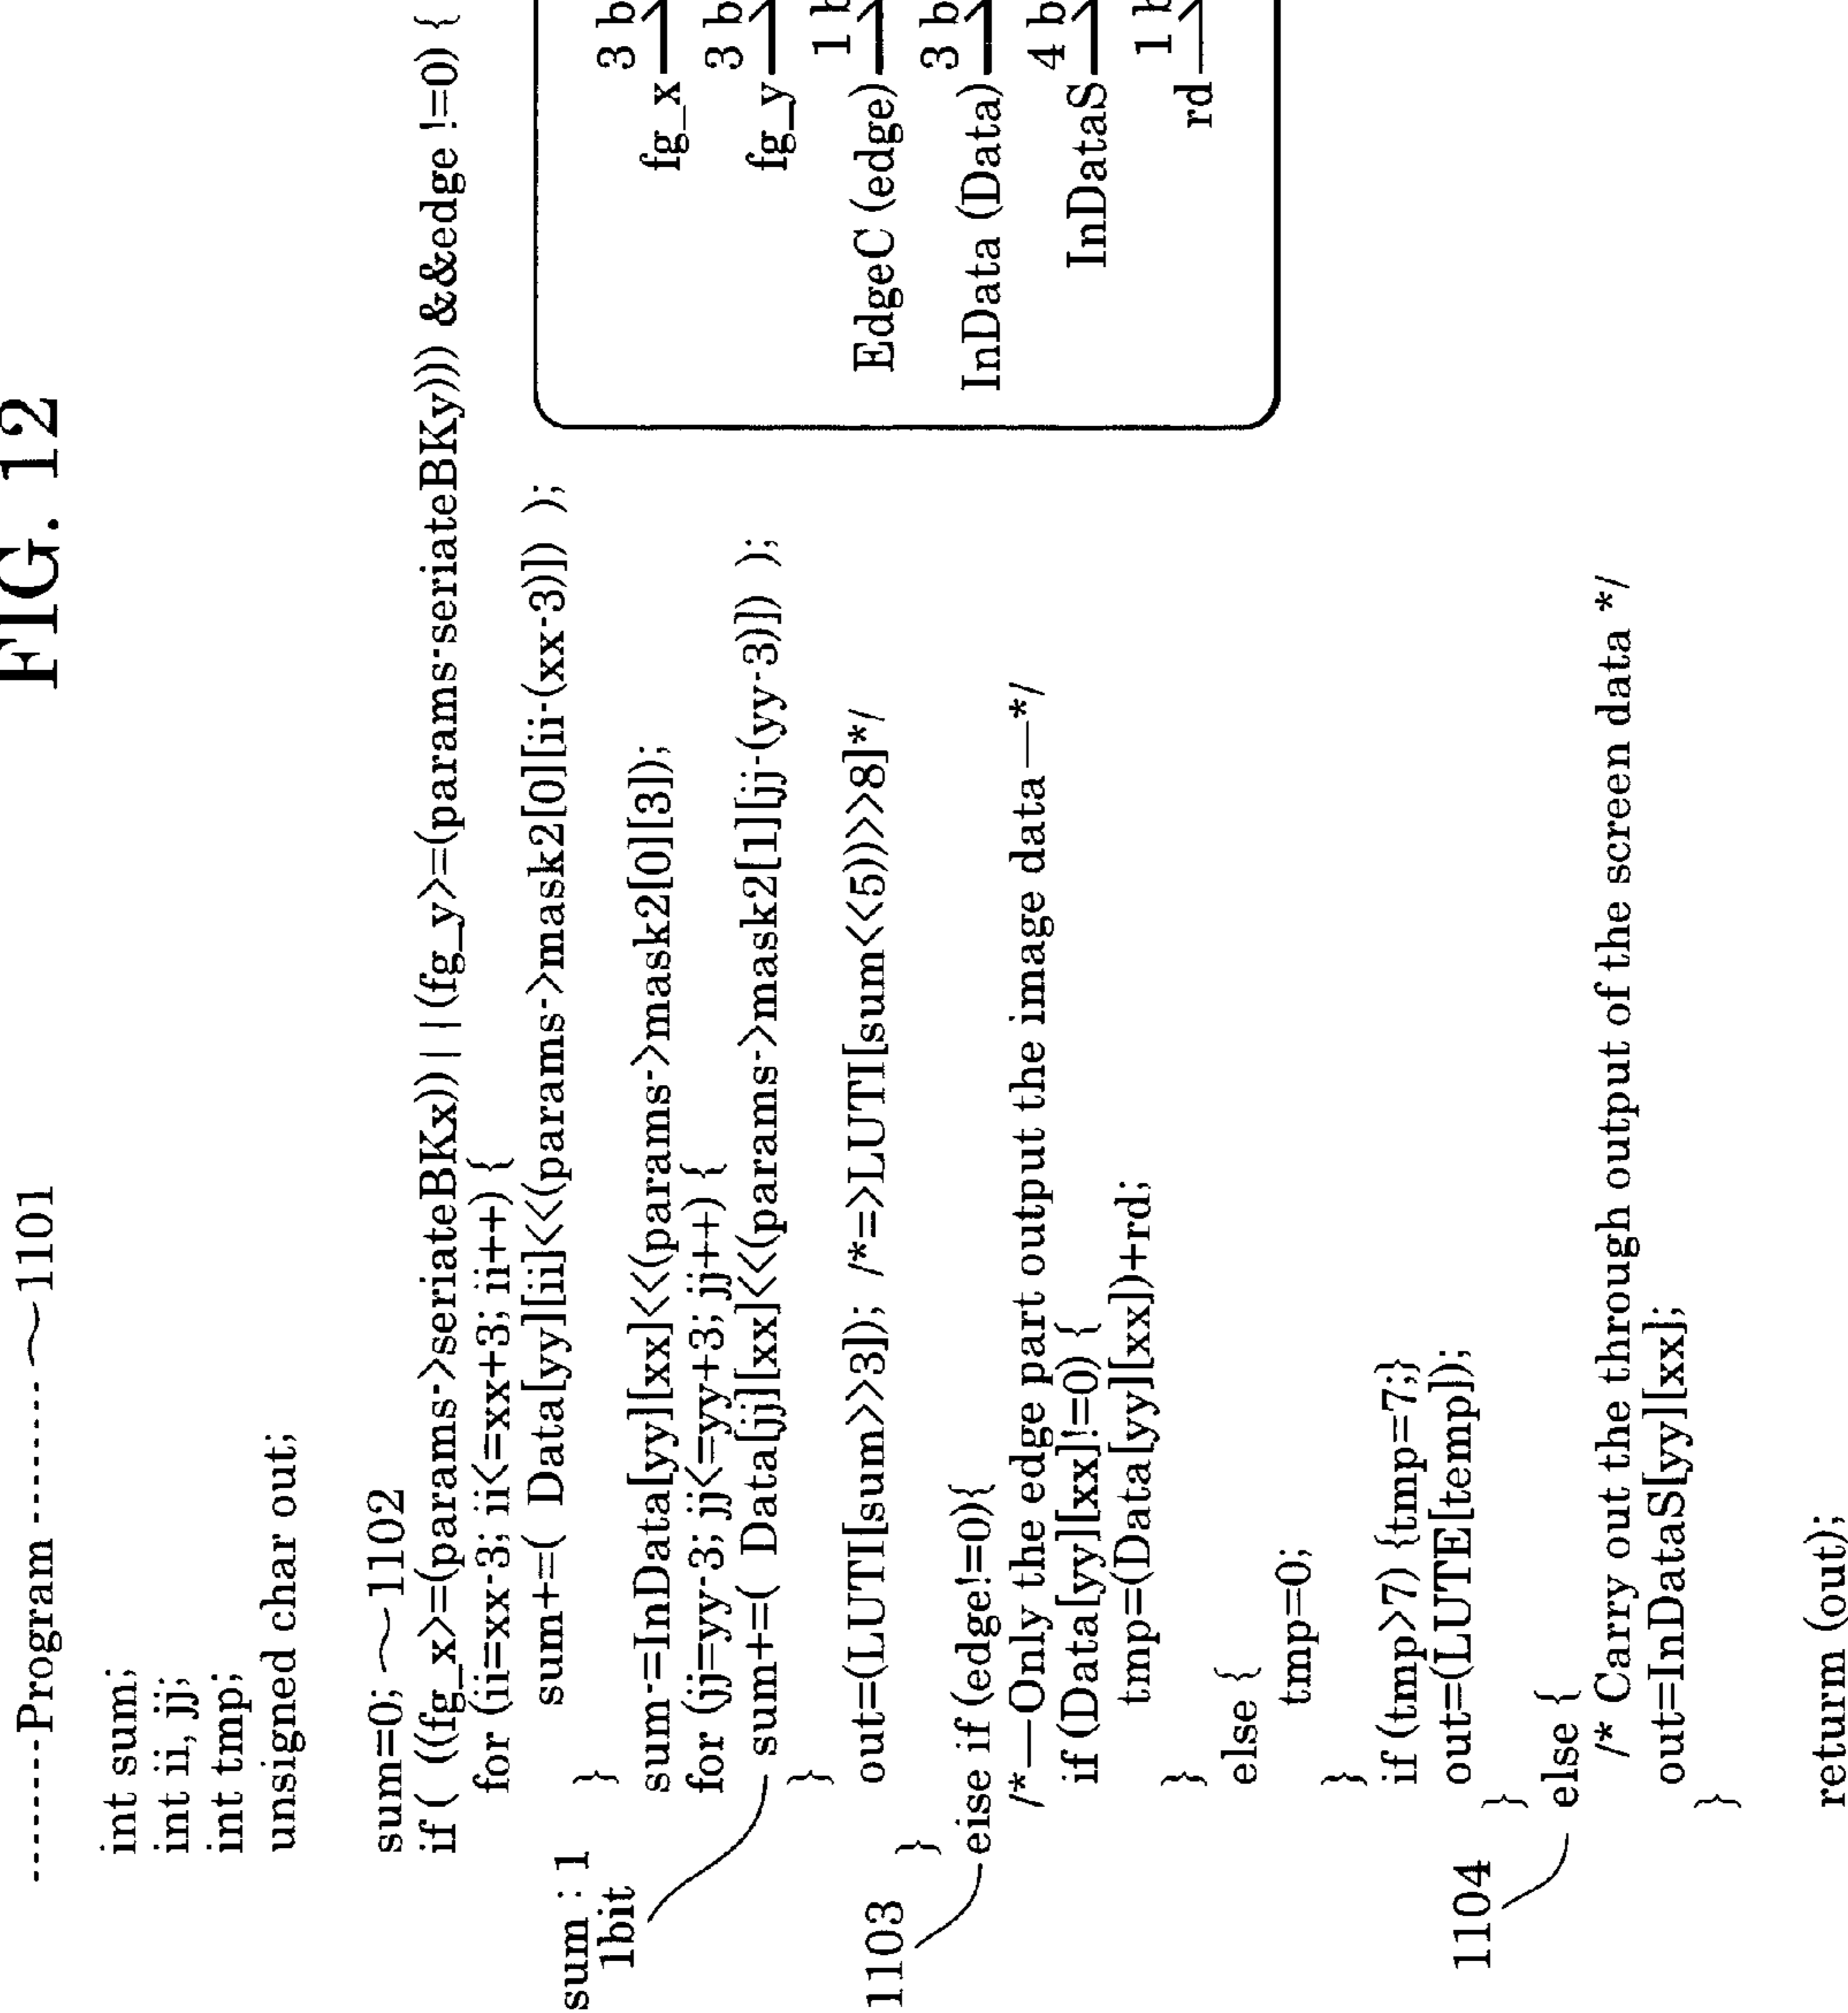 FIG. 12
---------Program ---------- 1101
int sum;
int ii, jj;
int tmp;
unsigned char out;
sum=0; 1102
if ( ((fg_x>=(params->seriateBKx)) | | (fg_y>=(params-seriateBKy))) &&edge !=0) {
for (ii=xx-3; ii<=xx+3; ii++) {
sum+=( Data[yy][ii]<<(params->mask2[0][ii-(xx-3)]) );
}
sum : 1
1bit
sum-=InData[yy][xx]<<(params->mask2[0][3]);
for (jj=yy-3; jj<=yy+3; jj++) {
sum+=( Data[jj][xx]<<(params->mask2[1][jj-(yy-3)]) );
}
out=(LUTI[sum>>3]); /*=>LUTI[sum<<5))>>8]*/
}
1103
eise if (edge!=0){
/*—Only the edge part output the image data—*/
if (Data[yy][xx]!=0) {
tmp=(Data[yy][xx])+rd;
}
else {
tmp=0;
}
if (tmp>7) {tmp=7;}
out=(LUTE[temp]);
}
1104
else {
/* Carry out the through output of the screen data */
out=InDataS[yy][xx];
}
return (out);
fg_x 3 b
fg_y 3 b
EdgeC (edge) 1 b
InData (Data) 3 b
InDataS 4 b
rd 1 b